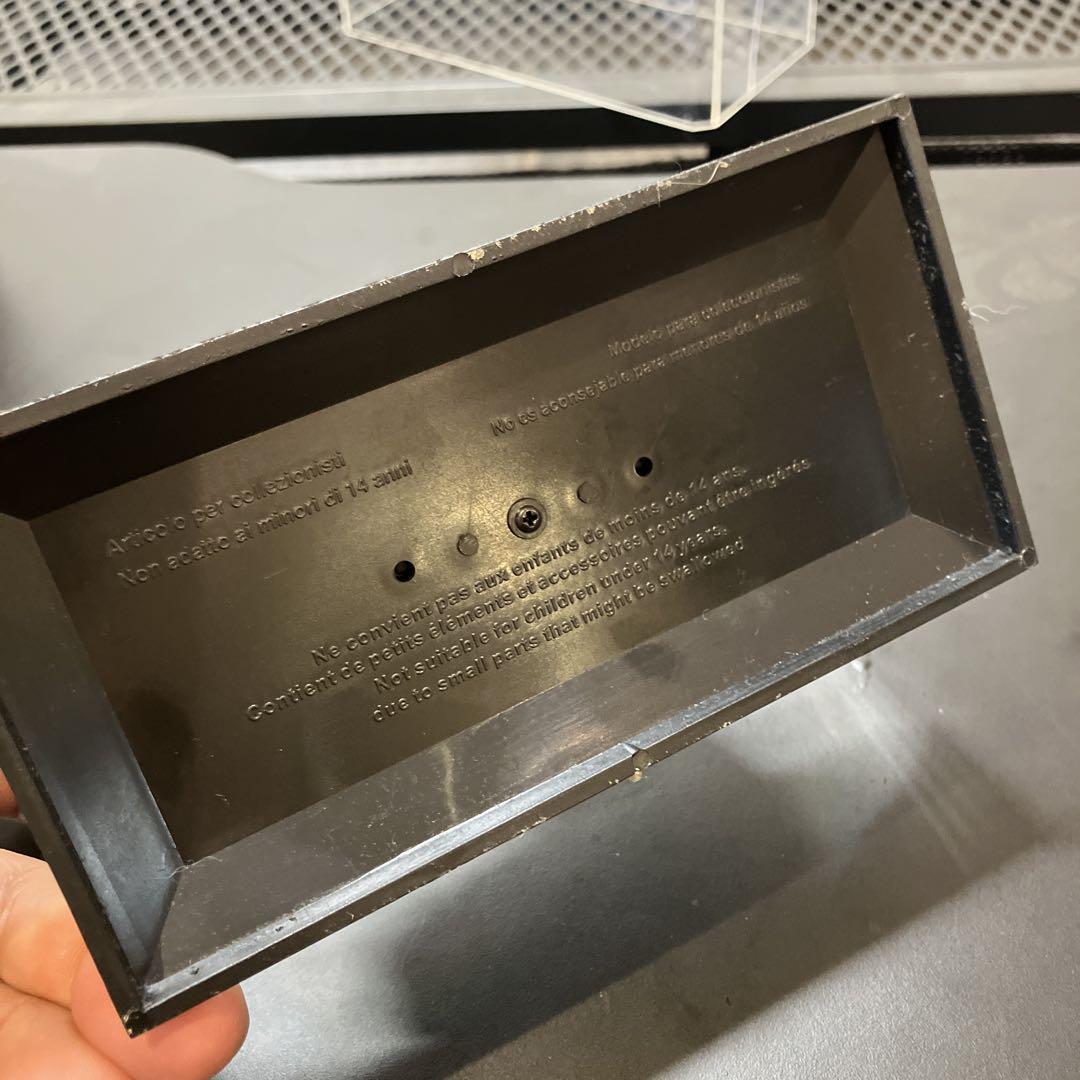 Modelo para coleccionistas
No es aconsejable para menores de 14 años
Articolo per collezionisti
Non adatto ai minori di 14 anni
Ne convient pas aux enfants de moins de 14 ans.
Contient de petits éléments et accessoires pouvant être ingérés
Not suitable for children under 14 years.
due to small parts that might be swallowed